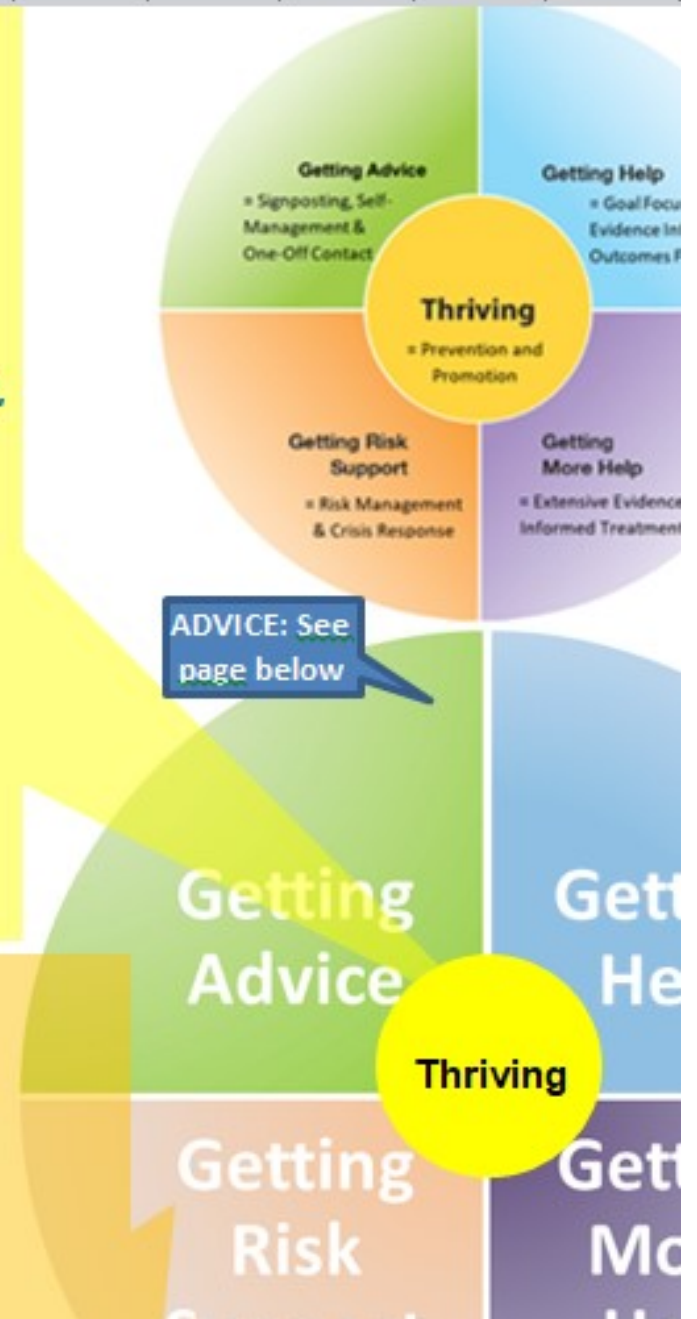 Getting Advice
= Signposting, Self-
Management &
One-Off Contact
Getting Help
= Goal Focu
Evidence In
Outcomes F
Thriving
= Prevention and
Promotion
Getting Risk
Support
= Risk Management
& Crisis Response
Getting
More Help
= Extensive Evidence
Informed Treatment
ADVICE: See
page below
Getting
Advice
Gett
He
Thriving
Getting
Risk
Gett
Mo